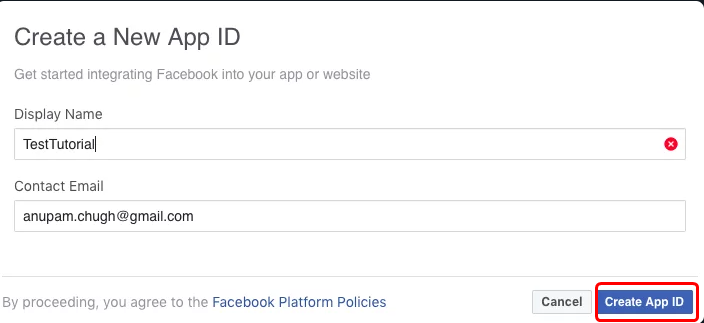 Create a New App ID
Get started integrating Facebook into your app or website
Display Name
TestTutorial
Contact Email
anupam.chugh@gmail.com
By proceeding, you agree to the Facebook Platform Policies
Cancel
Create App ID